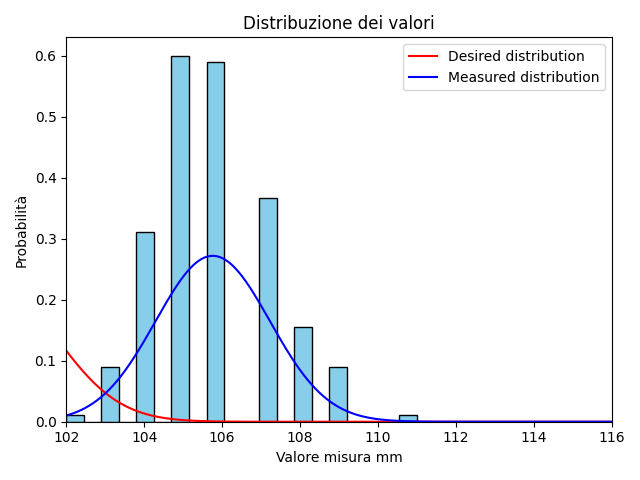 Distribuzione dei valori
Desired distribution
Measured distribution
Probabilità
0.6
0.5
0.4
0.3
0.2
0.1
0.0
102 104 106 108 110 112 114 116
Valore misura mm